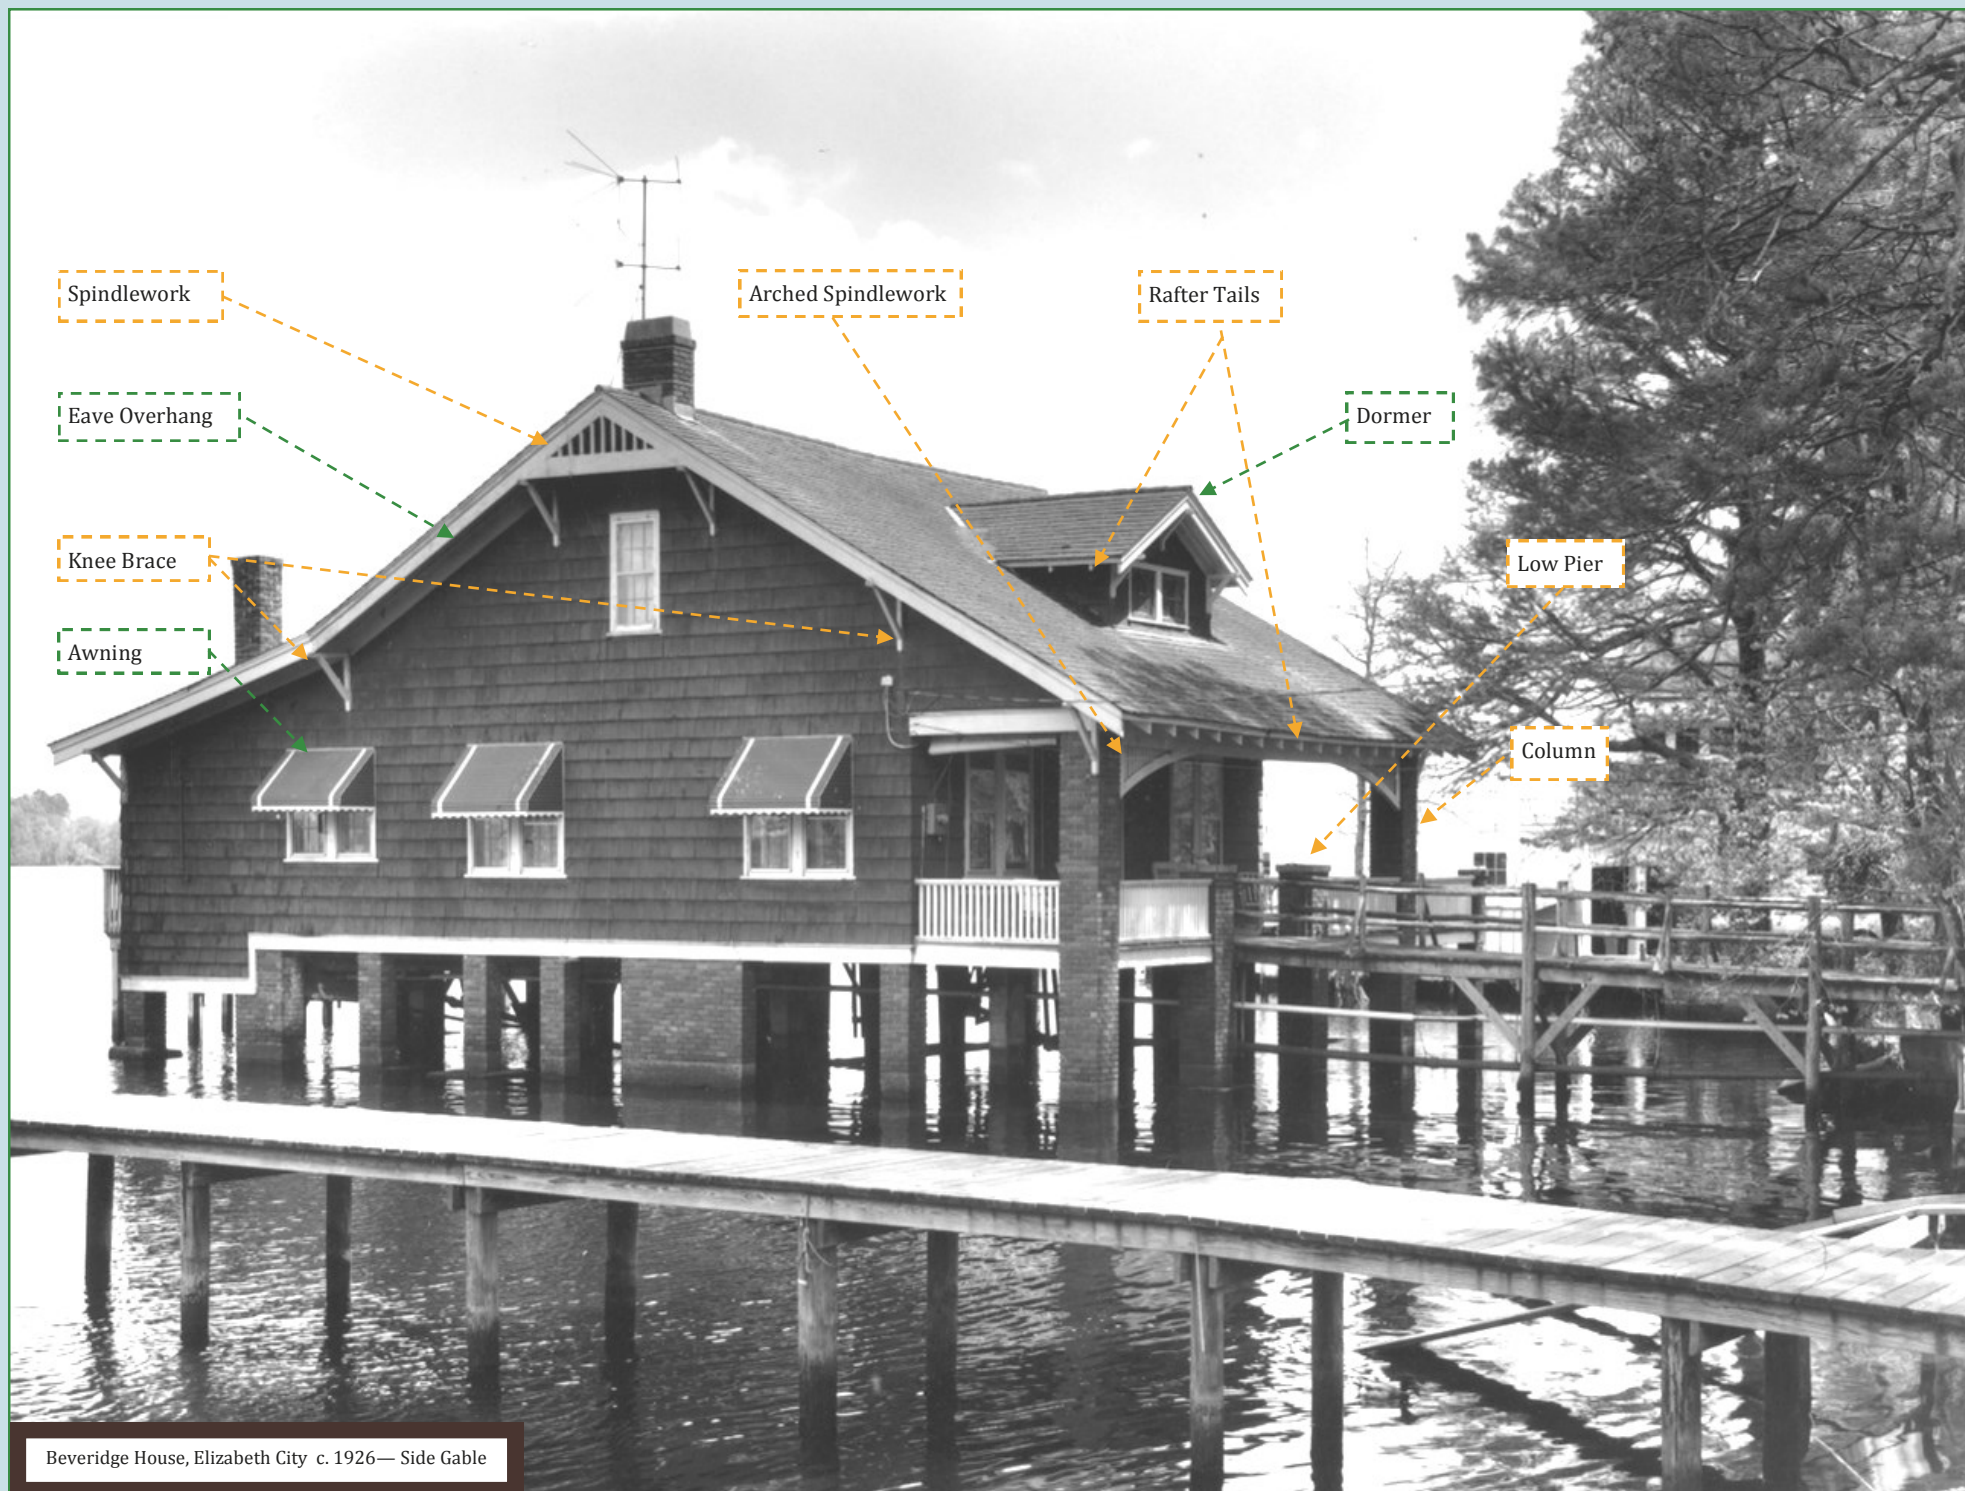 Spindlework
Arched Spindlework
Rafter Tails
Eave Overhang
Dormer
Knee Brace
Low Pier
Awning
Column
Beveridge House, Elizabeth City c. 1926— Side Gable